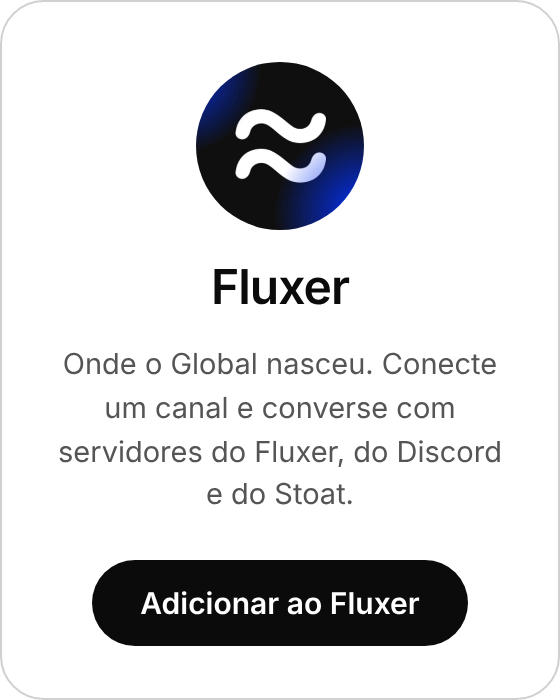 Fluxer
Onde o Global nasceu. Conecte
um canal e converse com
servidores do Fluxer, do Discord
e do Stoat.
Adicionar ao Fluxer